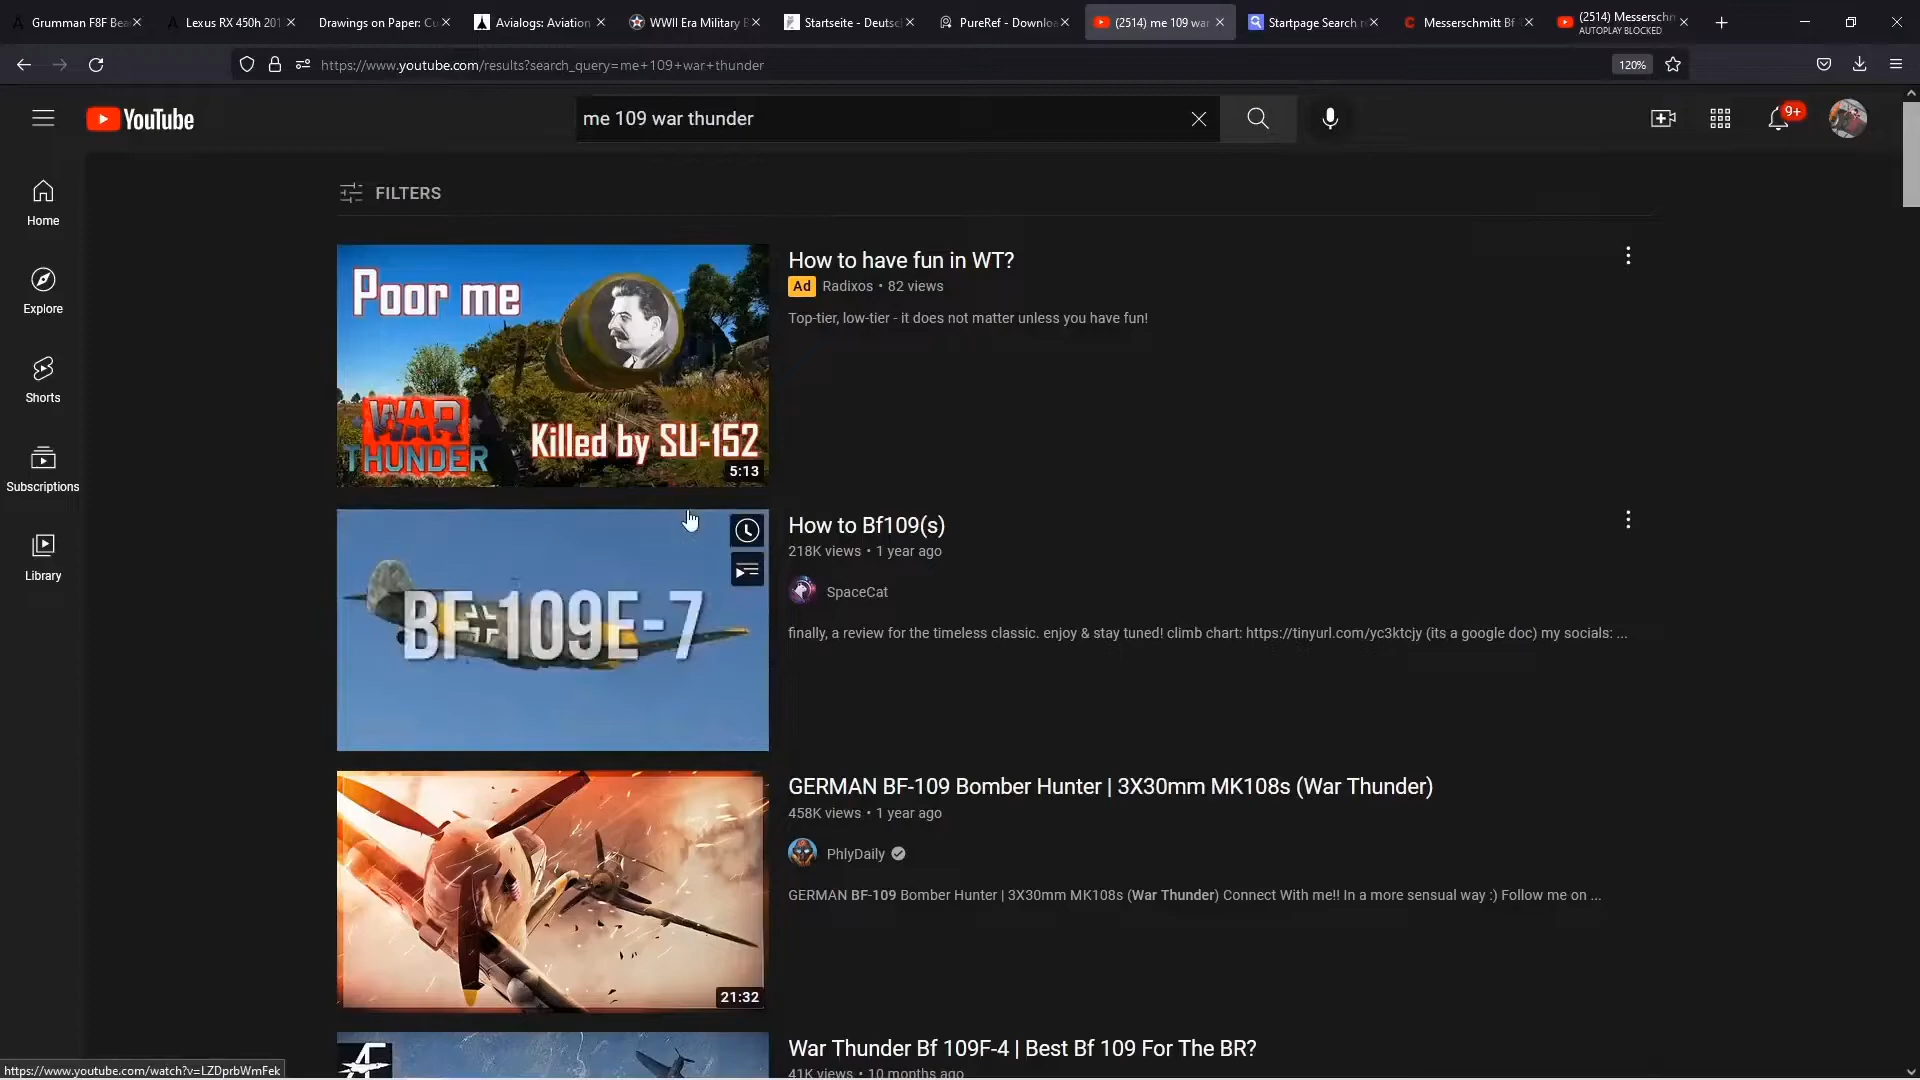 Grumman F8F Bea
Lexus RX 450h 201
Drawings on Paper: Cu
Avialogs: Aviation
WWII Era Military E
Startseite - Deutsc
PureRef - Downloa
(2514) me 109 war
Startpage Search r
Messerschmitt Bf
(2514) Messerschm
AUTOPLAY BLOCKED
https://www.youtube.com/results?search_query=me+109+war+thunder
120%
YouTube
me 109 war thunder
9+
Home
Explore
Shorts
Subscriptions
Library
FILTERS
Poor me
WAR
THUNDER
Killed by SU-152
5:13
How to have fun in WT?
Ad Radixos • 82 views
Top-tier, low-tier - it does not matter unless you have fun!
BF-109E-7
How to Bf109(s)
218K views • 1 year ago
SpaceCat
finally, a review for the timeless classic. enjoy & stay tuned! climb chart: https://tinyurl.com/yc3ktcjy (its a google doc) my socials: ...
21:32
GERMAN BF-109 Bomber Hunter | 3X30mm MK108s (War Thunder)
458K views • 1 year ago
PhlyDaily
GERMAN BF-109 Bomber Hunter | 3X30mm MK108s (War Thunder) Connect With me!! In a more sensual way :) Follow me on ...
War Thunder Bf 109F-4 | Best Bf 109 For The BR?
41K views • 10 months ago
https://www.youtube.com/watch?v=LZDprbWmFek